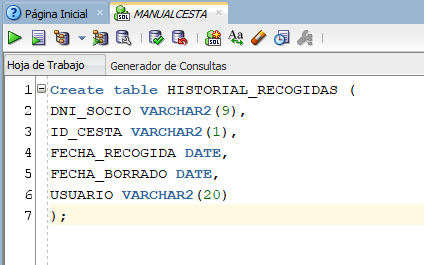 Página Inicial
MANUALCESTA
Hoja de Trabajo
Generador de Consultas
1 Create table HISTORIAL_RECOGIDAS (
2 DNI_SOCIO VARCHAR2(9),
3 ID_CESTA VARCHAR2(1),
4 FECHA_RECOGIDA DATE,
5 FECHA_BORRADO DATE,
6 USUARIO VARCHAR2(20)
7 );